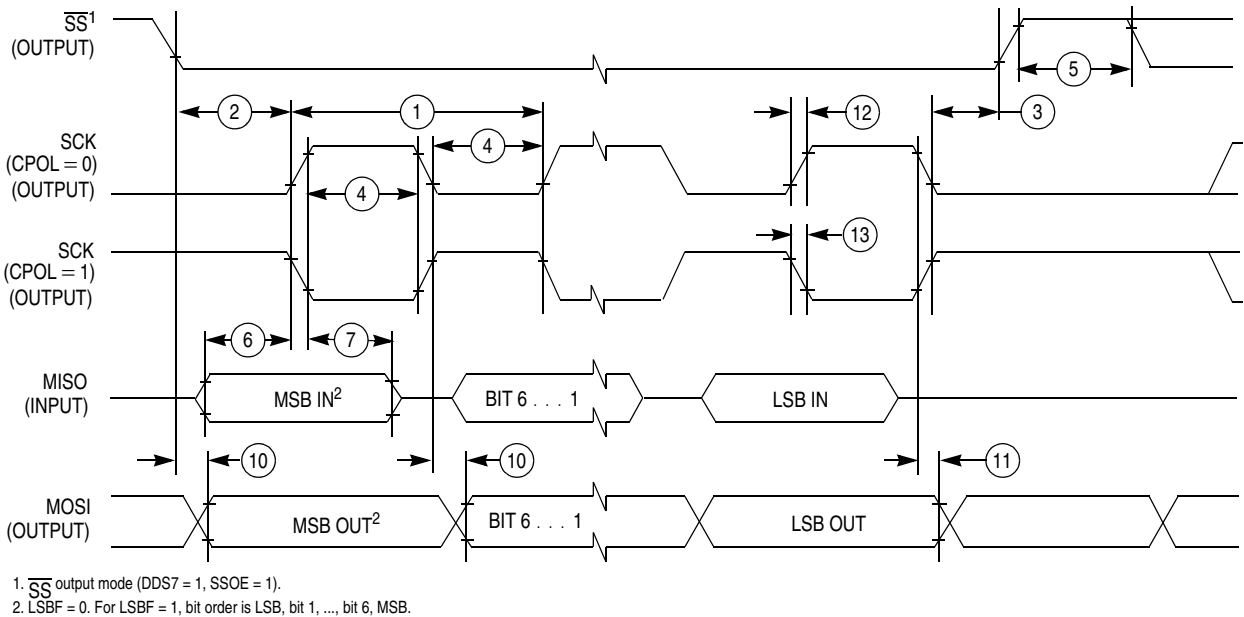 SS¹
(OUTPUT)
5
2
1
12
3
SCK
(CPOL = 0)
(OUTPUT)
4
4
13
SCK
(CPOL = 1)
(OUTPUT)
6
7
MISO
(INPUT)
MSB IN²
BIT 6 . . . 1
LSB IN
10
10
11
MOSI
(OUTPUT)
MSB OUT²
BIT 6 . . . 1
LSB OUT
1. SS output mode (DDS7 = 1, SSOE = 1).
2. LSBF = 0. For LSBF = 1, bit order is LSB, bit 1, ..., bit 6, MSB.